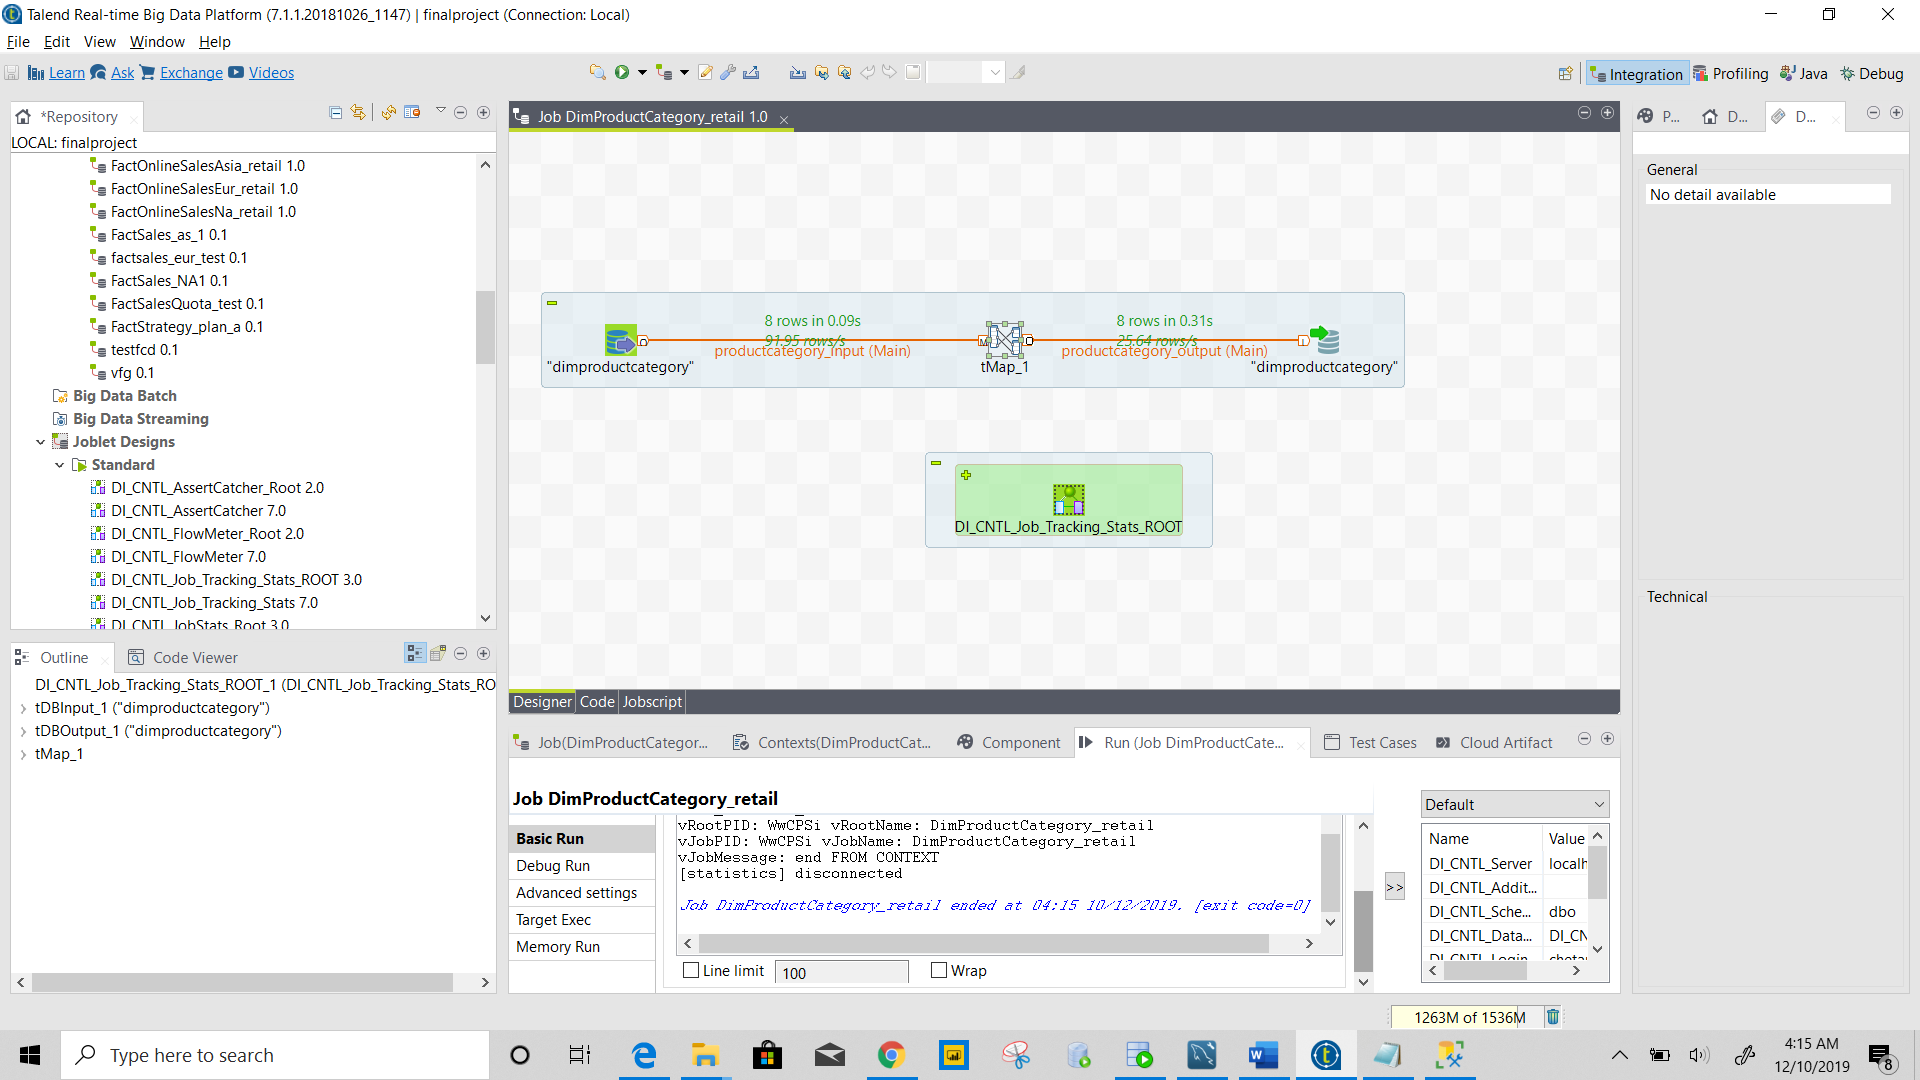 Talend Real-time Big Data Platform (7.1.1.20181026_1147) | finalproject (Connection: Local)
File Edit View Window Help
Learn Ask Exchange Videos
Integration Profiling Java Debug
*Repository
LOCAL: finalproject
FactOnlineSalesAsia_retail 1.0
FactOnlineSalesEur_retail 1.0
FactOnlineSalesNa_retail 1.0
FactSales_as_1 0.1
factsales_eur_test 0.1
FactSales_NA1 0.1
FactSalesQuota_test 0.1
FactStrategy_plan_a 0.1
testfcd 0.1
vfg 0.1
Big Data Batch
Big Data Streaming
Joblet Designs
Standard
DI_CNTL_AssertCatcher_Root 2.0
DI_CNTL_AssertCatcher 7.0
DI_CNTL_FlowMeter_Root 2.0
DI_CNTL_FlowMeter 7.0
DI_CNTL_Job_Tracking_Stats_ROOT 3.0
DI_CNTL_Job_Tracking_Stats 7.0
DI_CNTL_JobStats_Root 3.0
Outline Code Viewer
DI_CNTL_Job_Tracking_Stats_ROOT_1 (DI_CNTL_Job_Tracking_Stats_RO
tDBInput_1 ("dimproductcategory")
tDBOutput_1 ("dimproductcategory")
tMap_1
Job DimProductCategory_retail 1.0
8 rows in 0.09s
91.95 rows/s
productcategory_input (Main)
8 rows in 0.31s
25.64 rows/s
productcategory_output (Main)
"dimproductcategory" tMap_1 "dimproductcategory"
DI_CNTL_Job_Tracking_Stats_ROOT
Designer Code Jobscript
Job(DimProductCategor... Contexts(DimProductCat... Component Run (Job DimProductCate... Test Cases Cloud Artifact
Job DimProductCategory_retail
Basic Run
Debug Run
Advanced settings
Target Exec
Memory Run
vRootPID: WwCPSi vRootName: DimProductCategory_retail
vJobPID: WwCPSi vJobName: DimProductCategory_retail
vJobMessage: end FROM CONTEXT
[statistics] disconnected
Job DimProductCategory_retail ended at 04:15 10/12/2019. [exit code=0]
Line limit 100 Wrap
>>
Default
Name Value
DI_CNTL_Server localh
DI_CNTL_Addit...
DI_CNTL_Sche... dbo
DI_CNTL_Data... DI_CN
DI_CNTL_Login cheta
P... D... D...
General
No detail available
Technical
1263M of 1536M
Type here to search
4:15 AM
12/10/2019
8